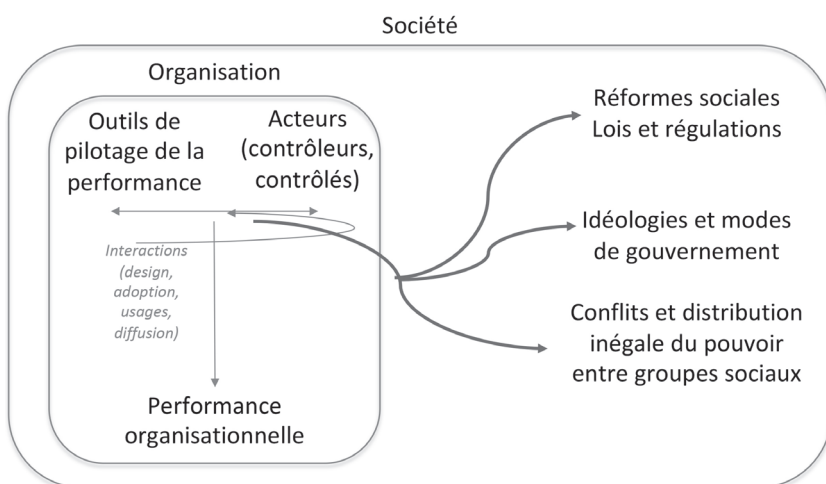 Société
Organisation
Outils de
pilotage de la
performance
Acteurs
(contrôleurs,
contrôlés)
Interactions
(design,
adoption,
usages,
diffusion)
Performance
organisationnelle
Réformes sociales
Lois et régulations
Idéologies et modes
de gouvernement
Conflits et distribution
inégale du pouvoir
entre groupes sociaux